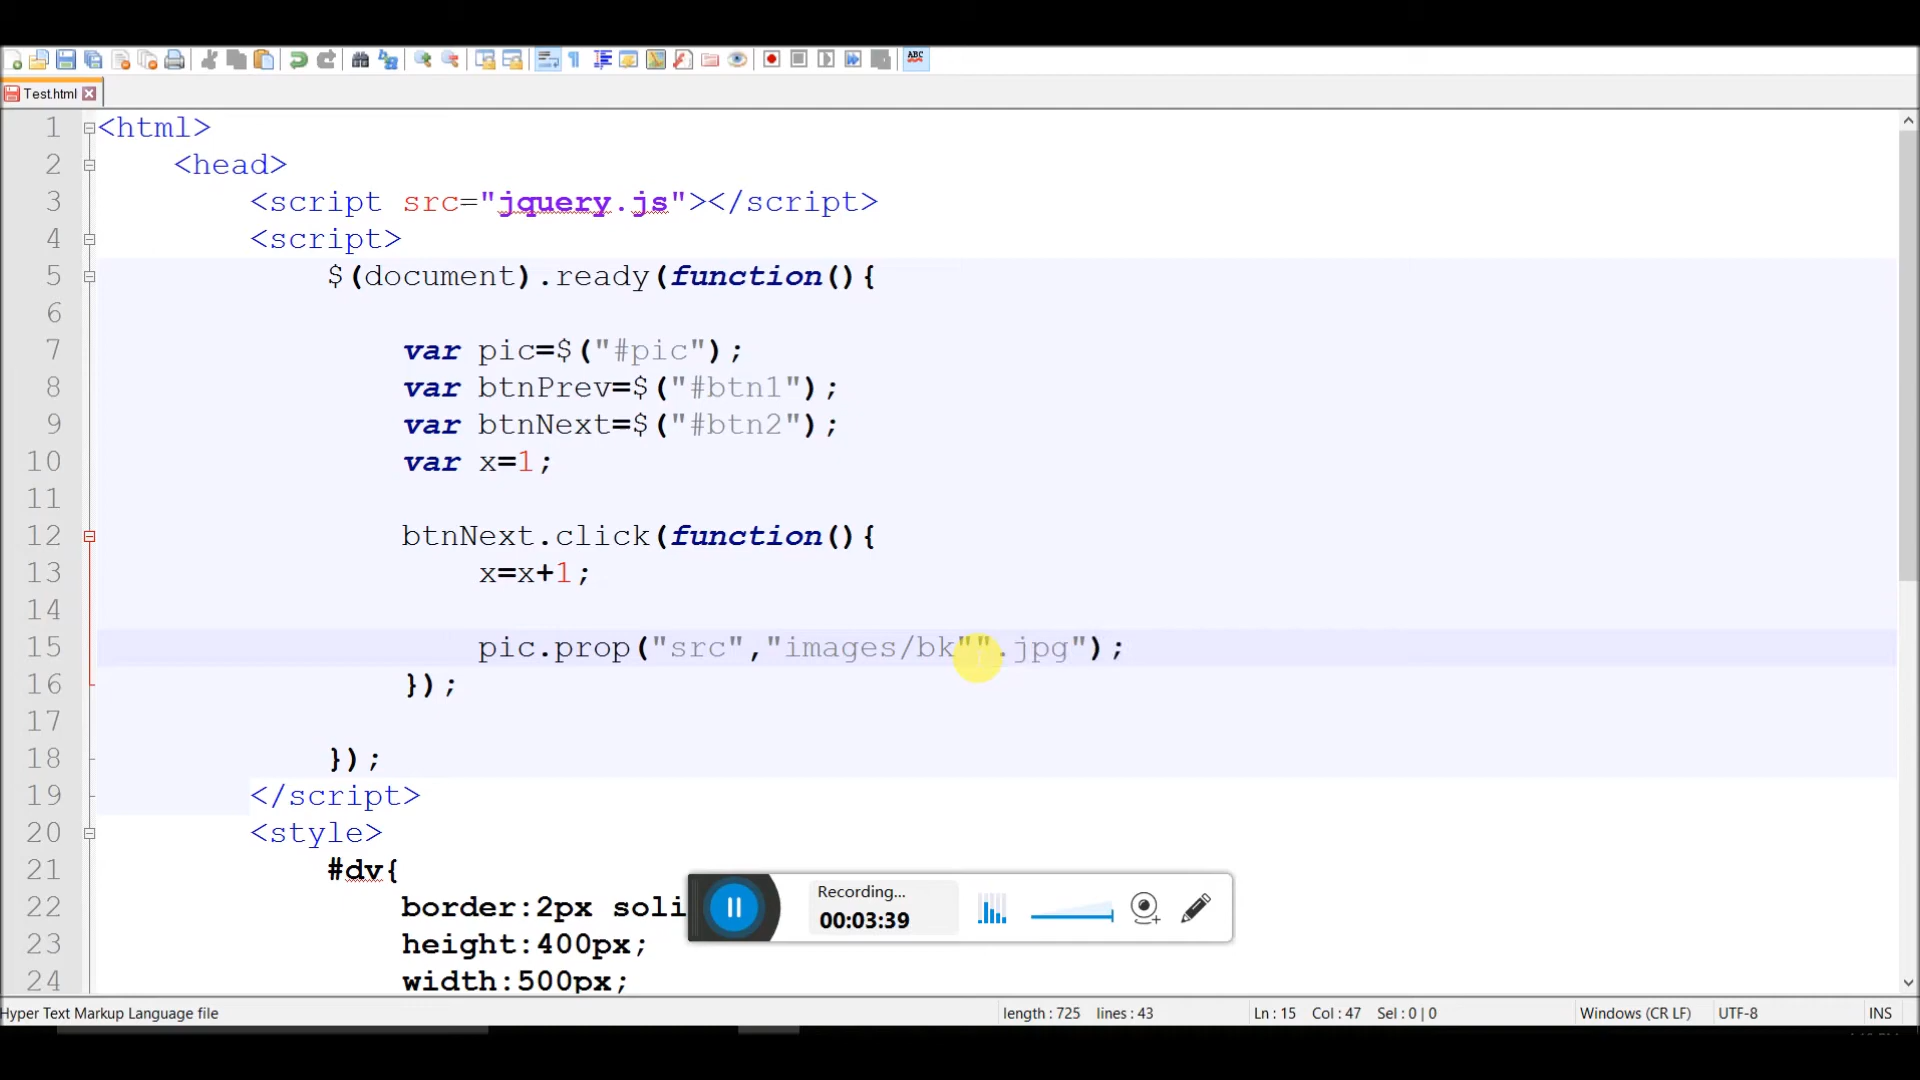 ABC
Test.html
1 <html>
2 <head>
3 <script src="jquery.js"></script>
4 <script>
5 $(document).ready(function(){
6
7 var pic=$("#pic");
8 var btnPrev=$("#btn1");
9 var btnNext=$("#btn2");
10 var x=1;
11
12 btnNext.click(function(){
13 x=x+1;
14
15 pic.prop("src","images/bk"".jpg");
16 });
17
18 });
19 </script>
20 <style>
21 #dv{
22 border:2px soli
23 height:400px;
24 width:500px;
Recording...
00:03:39
Hyper Text Markup Language file length : 725 lines : 43 Ln : 15 Col : 47 Sel : 0 | 0 Windows (CR LF) UTF-8 INS